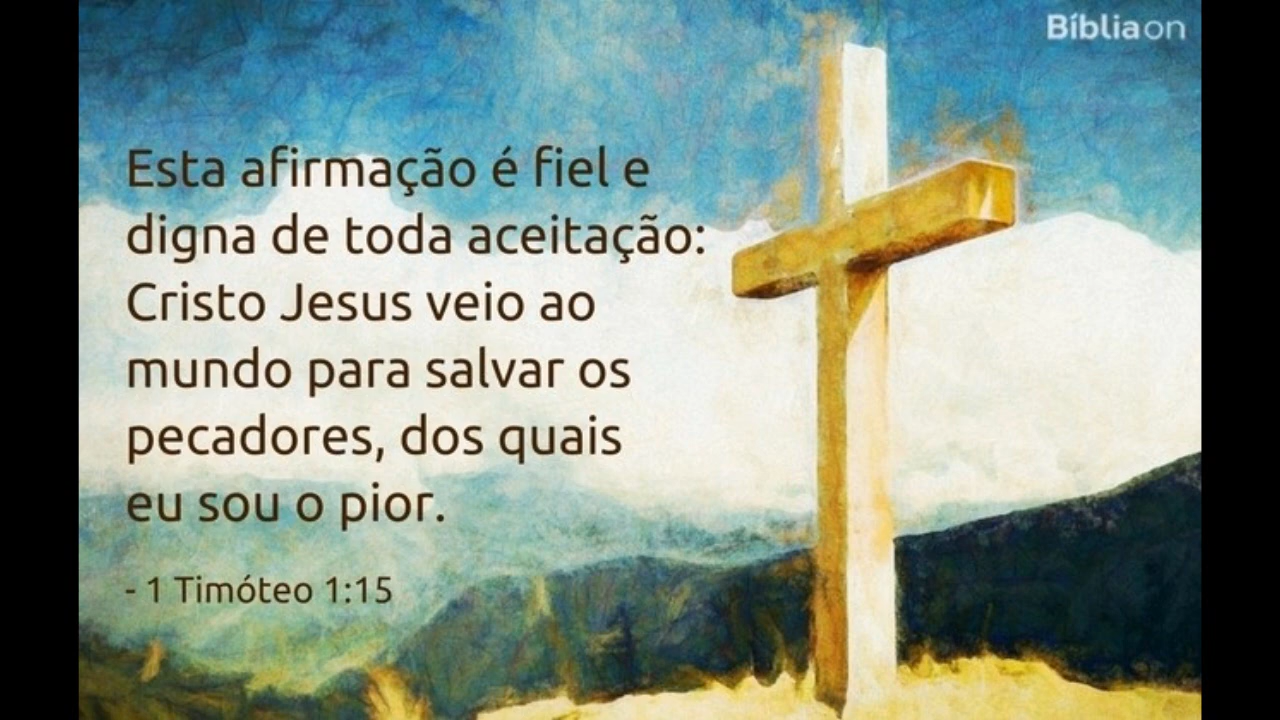 Bíbliaon
Esta afirmação é fiel e
digna de toda aceitação:
Cristo Jesus veio ao
mundo para salvar os
pecadores, dos quais
eu sou o pior.
- 1 Timóteo 1:15